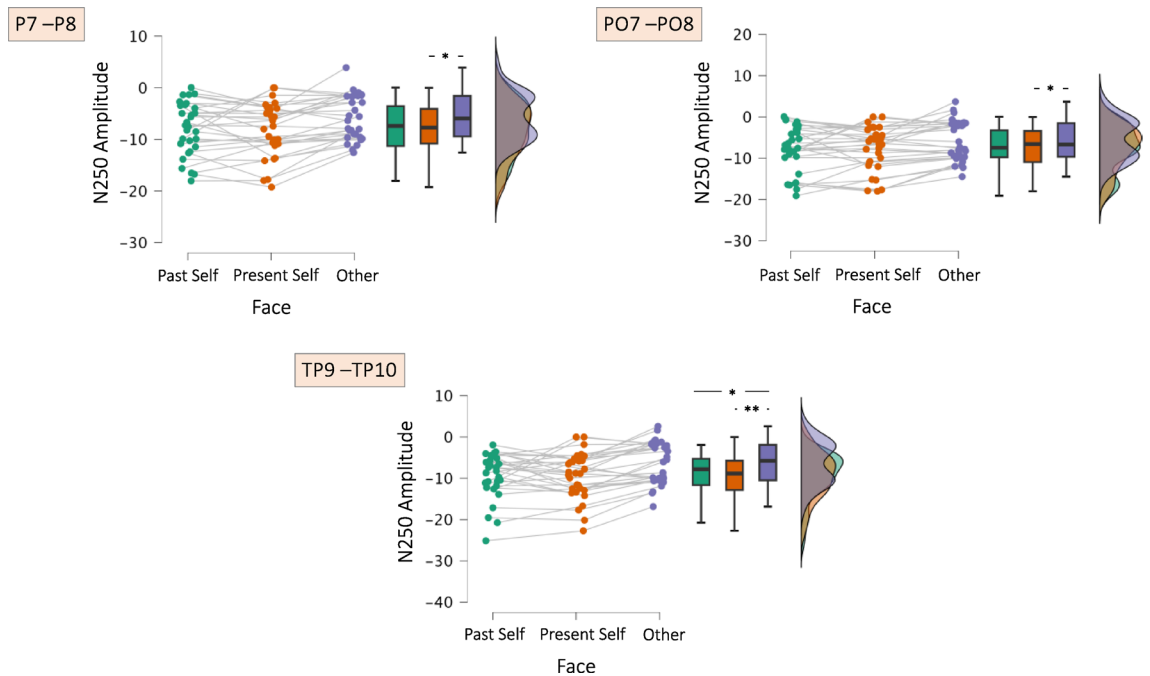 P7 –P8
N250 Amplitude
10
0
−10
−20
−30
- * -
Past Self
Present Self
Other
Face
PO7 –PO8
N250 Amplitude
20
10
0
−10
−20
−30
- * -
Past Self
Present Self
Other
Face
TP9 –TP10
N250 Amplitude
10
0
−10
−20
−30
−40
*
- ** -
Past Self
Present Self
Other
Face